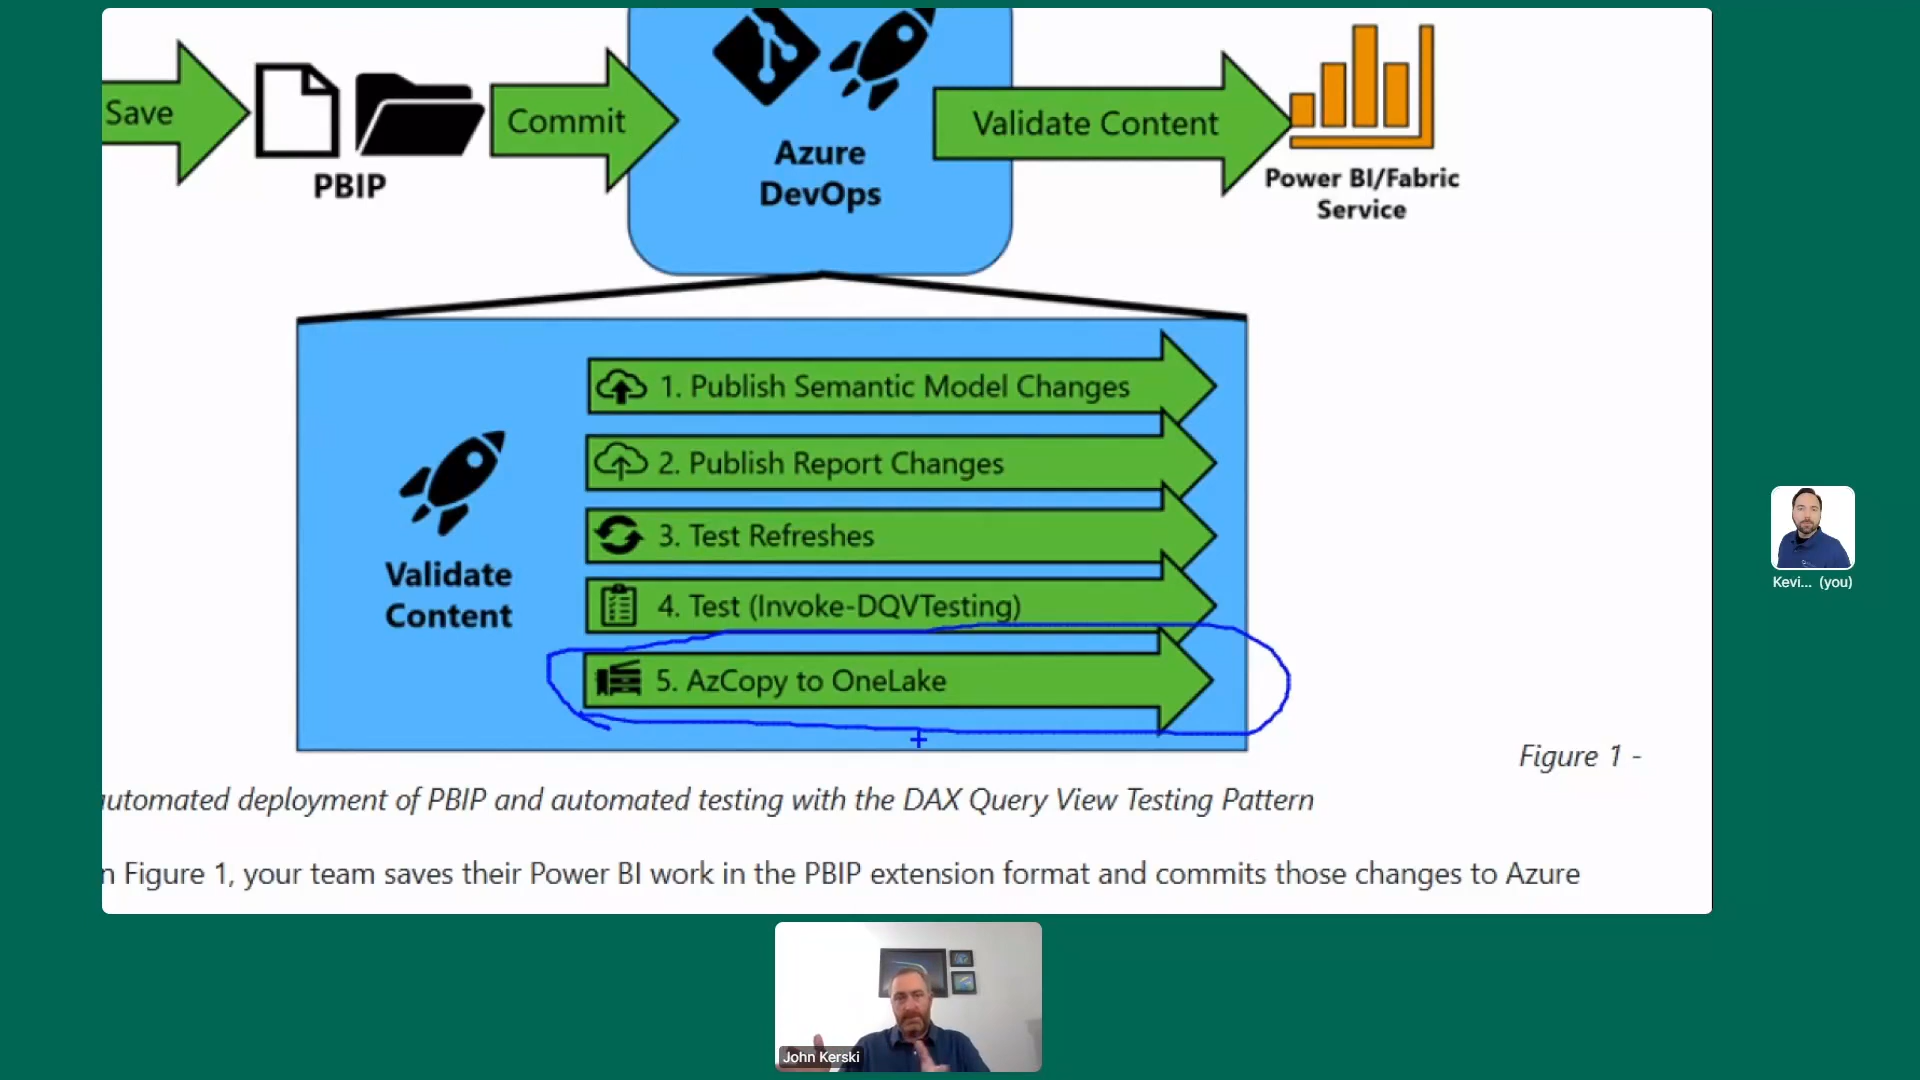 Save
PBIP
Commit
Azure
DevOps
Validate Content
Power BI/Fabric
Service
Validate
Content
1. Publish Semantic Model Changes
2. Publish Report Changes
3. Test Refreshes
4. Test (Invoke-DQVTesting)
5. AzCopy to OneLake
Figure 1 -
automated deployment of PBIP and automated testing with the DAX Query View Testing Pattern
n Figure 1, your team saves their Power BI work in the PBIP extension format and commits those changes to Azure
Kevi... (you)
John Kerski